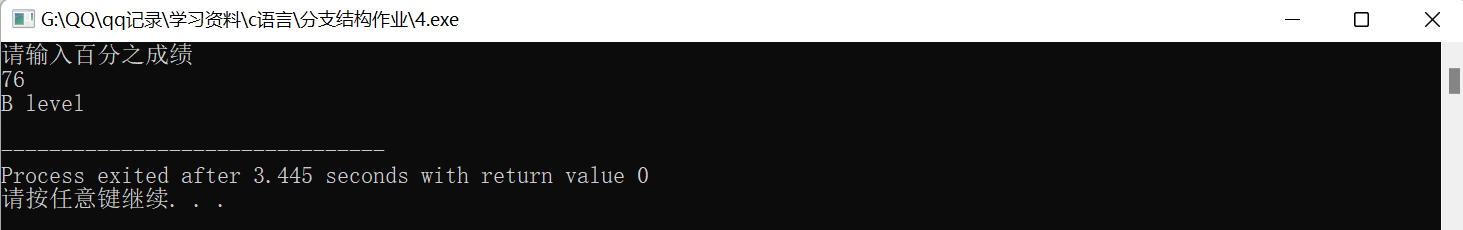 G:\QQ\qq记录\学习资料\c语言\分支结构作业\4.exe
请输入百分之成绩
76
B level
--------------------------------
Process exited after 3.445 seconds with return value 0
请按任意键继续. . .